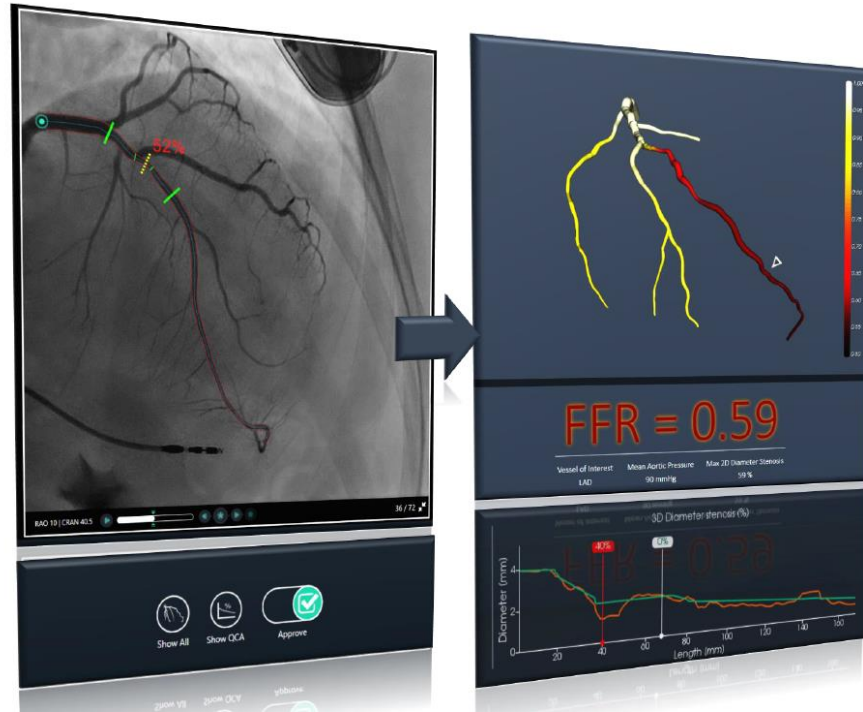 52%
RAO 10 | CRAN 40.5
36 / 72
Show All
Show QCA
Approve
FFR = 0.59
Vessel of Interest
LAD
Mean Aortic Pressure
90 mmHg
Max 2D Diameter Stenosis
59 %
3D Diameter stenosis(%)
40%
0%
Diameter (mm)
4
2
0
20
40
60
80
100
120
140
160
Length (mm)